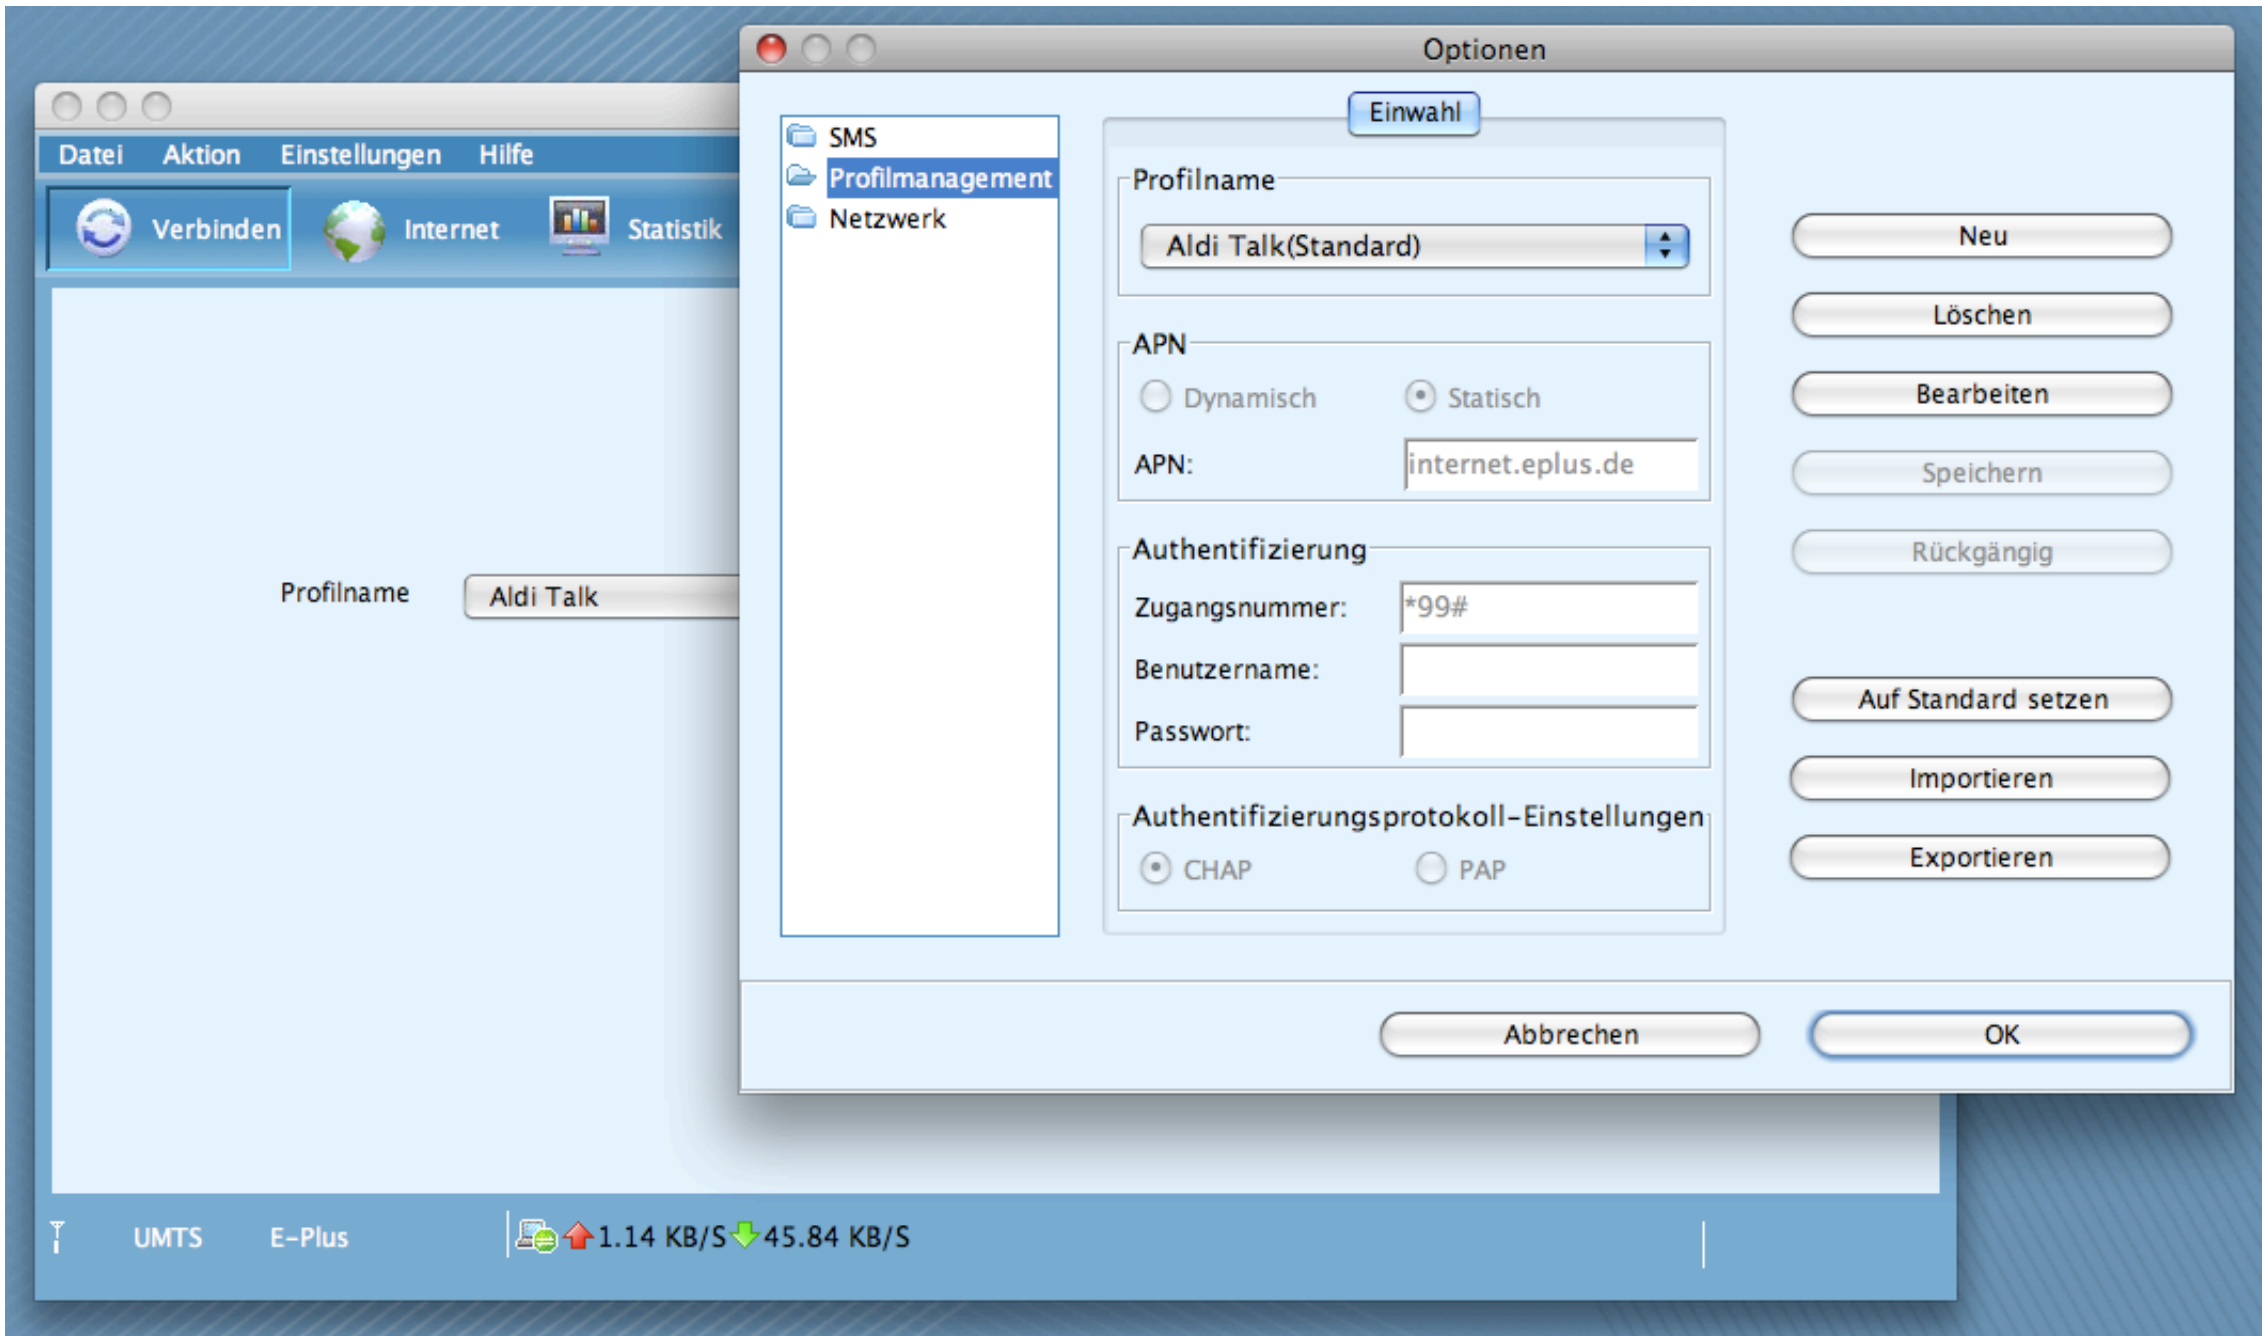 Optionen
Datei Aktion Einstellungen Hilfe
Verbinden Internet Statistik
Profilname Aldi Talk
UMTS E-Plus 1.14 KB/S 45.84 KB/S
SMS
Profilmanagement
Netzwerk
Einwahl
Profilname
Aldi Talk(Standard)
APN
Dynamisch Statisch
APN: internet.eplus.de
Authentifizierung
Zugangsnummer: *99#
Benutzername:
Passwort:
Authentifizierungsprotokoll-Einstellungen
CHAP PAP
Neu
Löschen
Bearbeiten
Speichern
Rückgängig
Auf Standard setzen
Importieren
Exportieren
Abbrechen OK